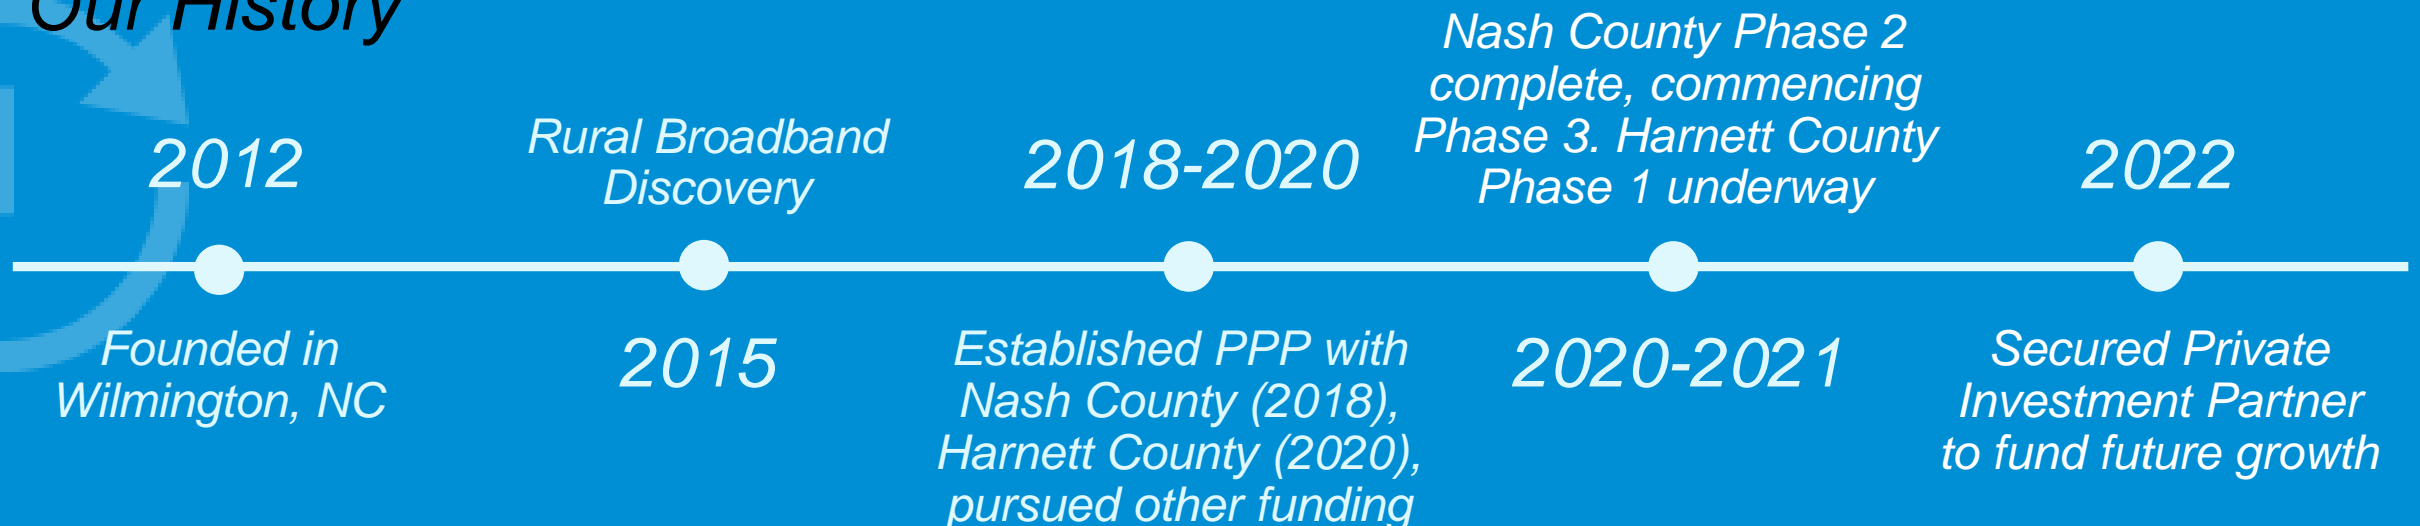 Our History
2012
Founded in
Wilmington, NC
Rural Broadband
Discovery
2015
2018-2020
Established PPP with
Nash County (2018),
Harnett County (2020),
pursued other funding
Nash County Phase 2
complete, commencing
Phase 3. Harnett County
Phase 1 underway
2020-2021
2022
Secured Private
Investment Partner
to fund future growth